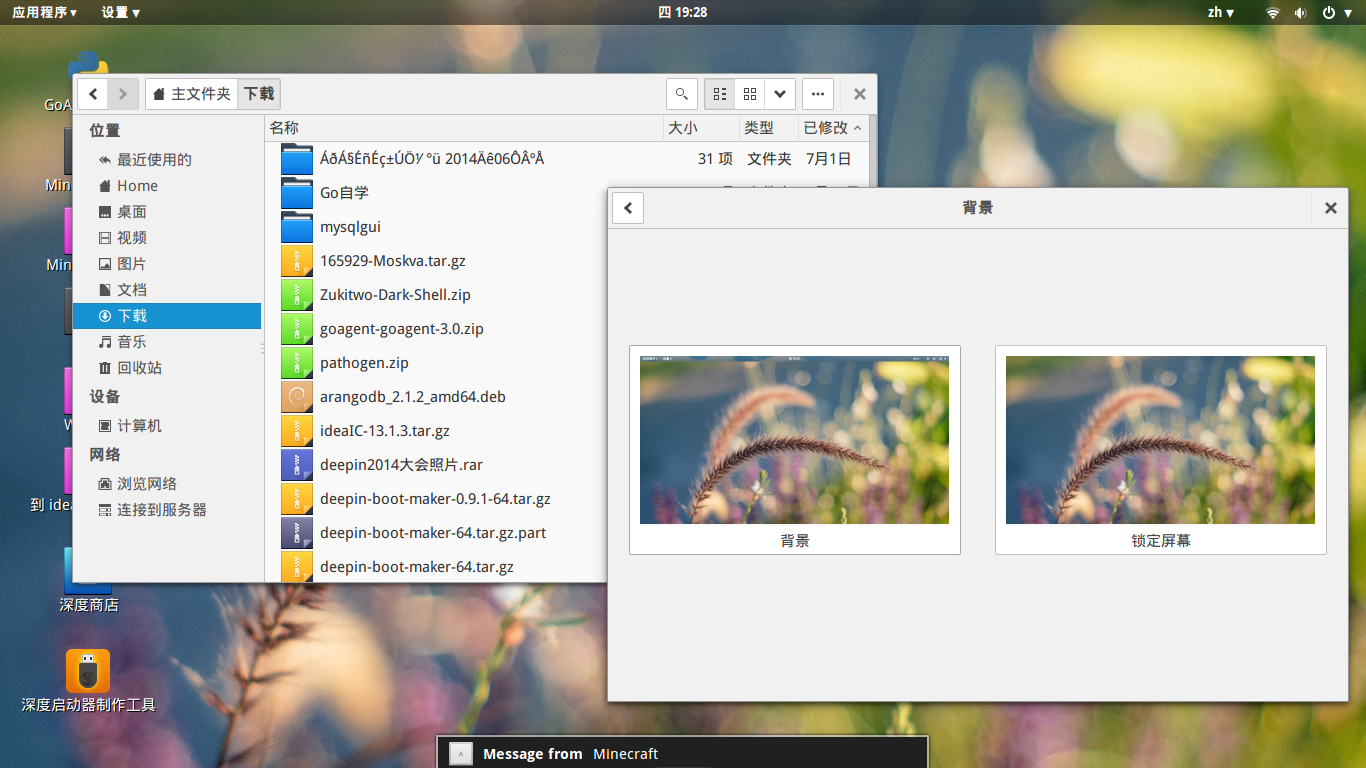 应用程序 设置 四 19:28 zh
GoA
Min
Min
W
到 idea
深度商店
深度启动器制作工具
主文件夹 下载
位置
最近使用的
Home
桌面
视频
图片
文档
下载
音乐
回收站
设备
计算机
网络
浏览网络
连接到服务器
名称 大小 类型 已修改
ÁðÁ§ÉñÉç±ÚÖ½ °ü 2014Äê06ÔÂºÅ 31 项 文件夹 7月1日
Go自学
mysqlgui
165929-Moskva.tar.gz
Zukitwo-Dark-Shell.zip
goagent-goagent-3.0.zip
pathogen.zip
arangodb_2.1.2_amd64.deb
ideaIC-13.1.3.tar.gz
deepin2014大会照片.rar
deepin-boot-maker-0.9.1-64.tar.gz
deepin-boot-maker-64.tar.gz.part
deepin-boot-maker-64.tar.gz
背景
背景
锁定屏幕
Message from Minecraft